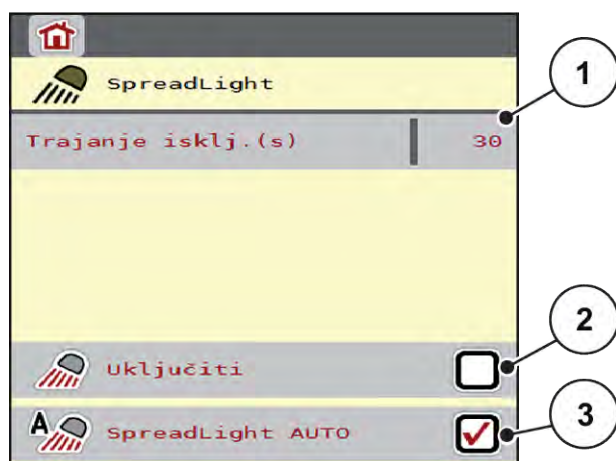 SpreadLight
Trajanje isklj.(s) 30
1
Uključiti
2
A
SpreadLight AUTO
3